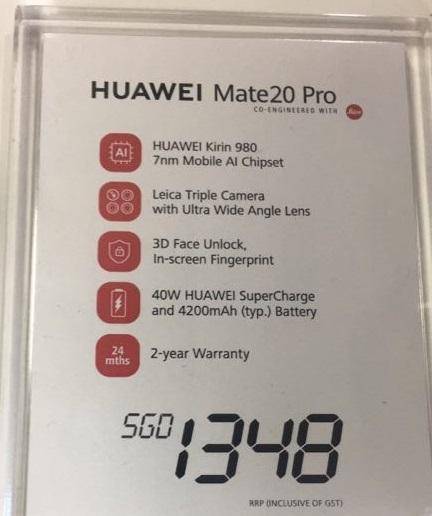 HUAWEI Mate20 Pro
CO-ENGINEERED WITH Leica
AI
HUAWEI Kirin 980
7nm Mobile AI Chipset
Leica Triple Camera
with Ultra Wide Angle Lens
3D Face Unlock,
In-screen Fingerprint
40W HUAWEI SuperCharge
and 4200mAh (typ.) Battery
24
mths
2-year Warranty
SGD 1348
RRP (INCLUSIVE OF GST)